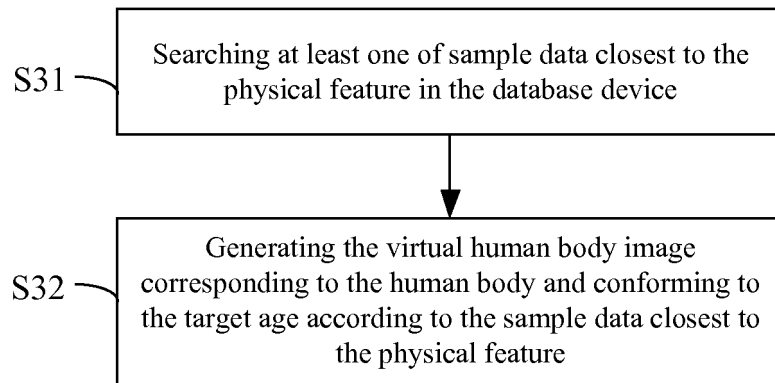 S31
Searching at least one of sample data closest to the
physical feature in the database device
S32
Generating the virtual human body image
corresponding to the human body and conforming to
the target age according to the sample data closest to
the physical feature